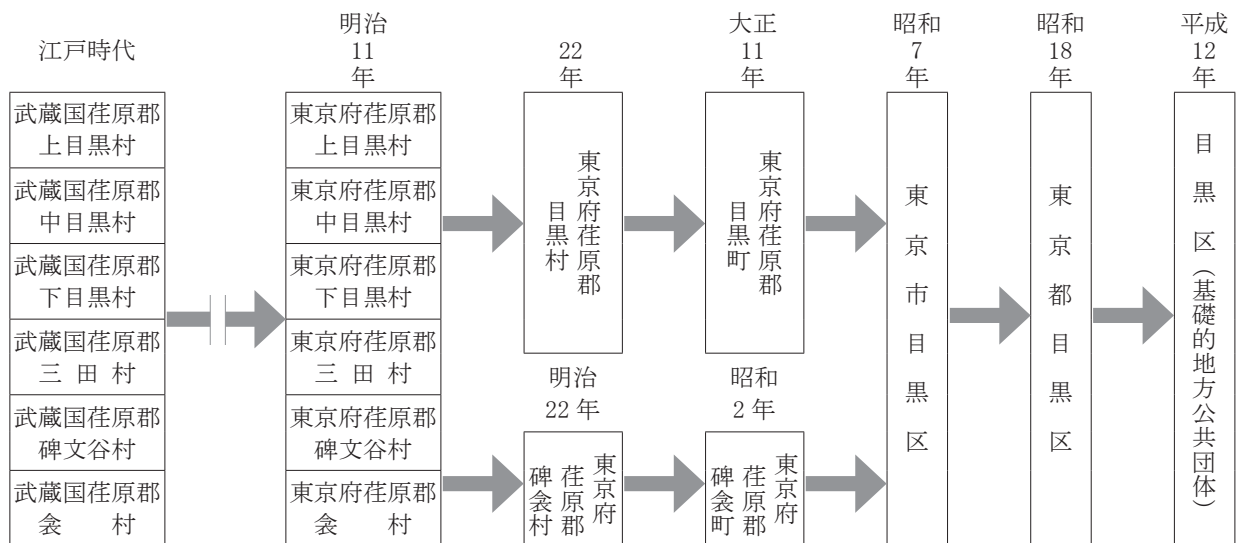 江戸時代
武蔵国荏原郡
上目黒村
武蔵国荏原郡
中目黒村
武蔵国荏原郡
下目黒村
武蔵国荏原郡
三田村
武蔵国荏原郡
碑文谷村
武蔵国荏原郡
衾村
明治
11
年
東京府荏原郡
上目黒村
東京府荏原郡
中目黒村
東京府荏原郡
下目黒村
東京府荏原郡
三田村
東京府荏原郡
碑文谷村
東京府荏原郡
衾村
22
年
東京府荏原郡
目黒村
明治
22年
東京府
荏原郡
碑衾村
大正
11
年
東京府荏原郡
目黒町
昭和
2年
東京府
荏原郡
碑衾町
昭和
7
年
東京市目黒区
昭和
18
年
東京都目黒区
平成
12
年
目黒区(基礎的地方公共団体)